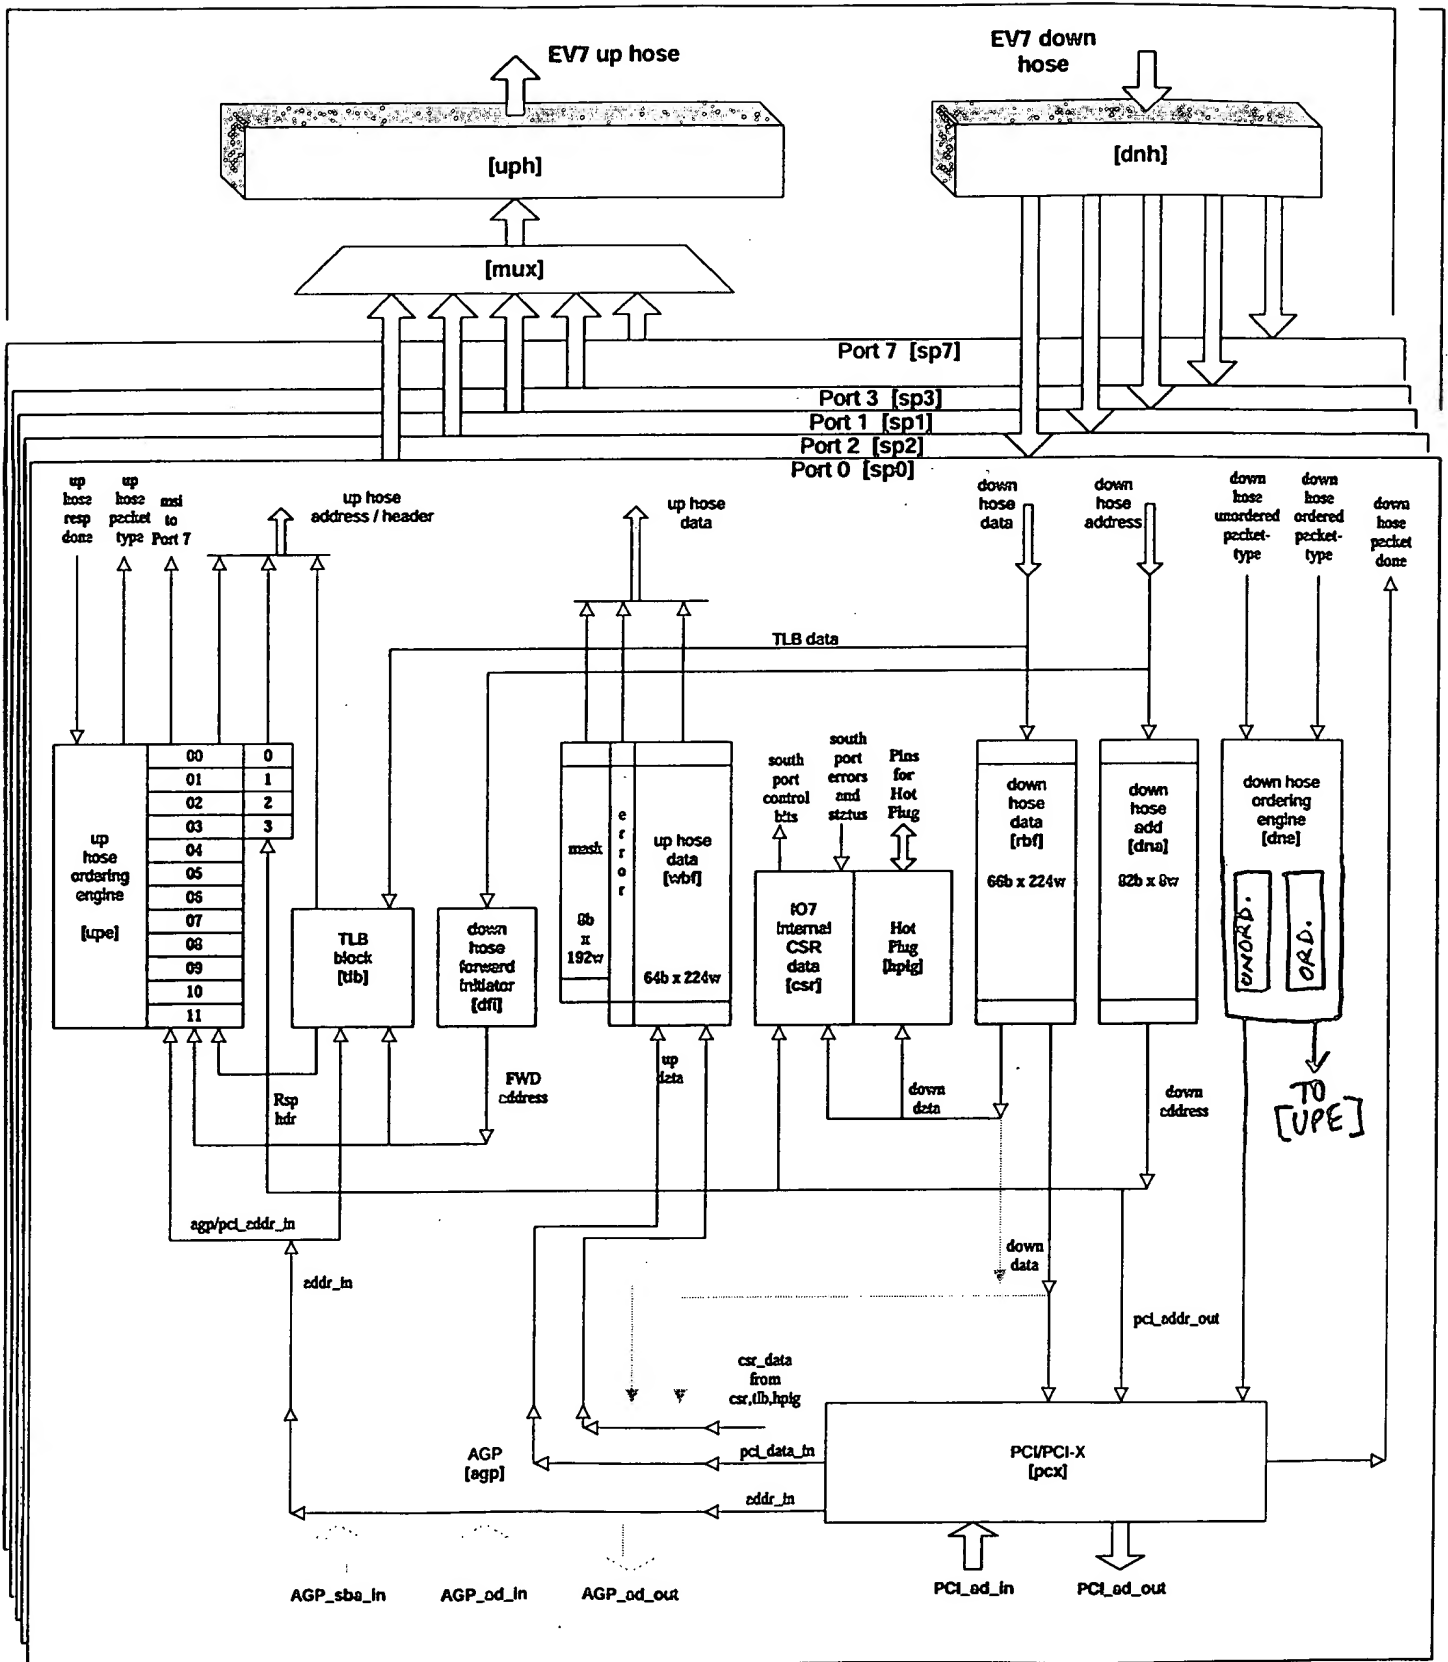 EV7 up hose
EV7 down
hose
[uph]
[dnh]
[mux]
Port 7 [sp7]
Port 3 [sp3]
Port 1 [sp1]
Port 2 [sp2]
Port 0 [sp0]
up
hose
resp
done
up
hose
packet
type
msi
to
Port 7
up hose
address / header
up hose
data
down
hose
data
down
hose
address
down
hose
unordered
packet-
type
down
hose
ordered
packet-
type
down
hose
packet
done
TLB data
up
hose
ordering
engine
[upe]
00
01
02
03
04
05
06
07
08
09
10
11
0
1
2
3
TLB
block
[tlb]
down
hose
forward
initiator
[dfi]
mask
8b
x
192w
error
up hose
data
[wbf]
64b x 224w
south
port
control
bits
south
port
errors
and
status
Pins
for
Hot
Plug
IO7
Internal
CSR
data
[csr]
Hot
Plug
[hpig]
down
hose
data
[rbf]
66b x 224w
down
hose
add
[dna]
82b x 8w
down hose
ordering
engine
[dne]
UNORD.
ORD.
TO
[UPE]
Rsp
hdr
FWD
address
up
data
down
data
down
address
agp/pci_addr_in
addr_in
down
data
pci_addr_out
csr_data
from
csr,tlb,hpig
AGP
[agp]
pci_data_in
addr_in
PCI/PCI-X
[pcx]
AGP_sba_in
AGP_ad_in
AGP_ad_out
PCI_ad_in
PCI_ad_out